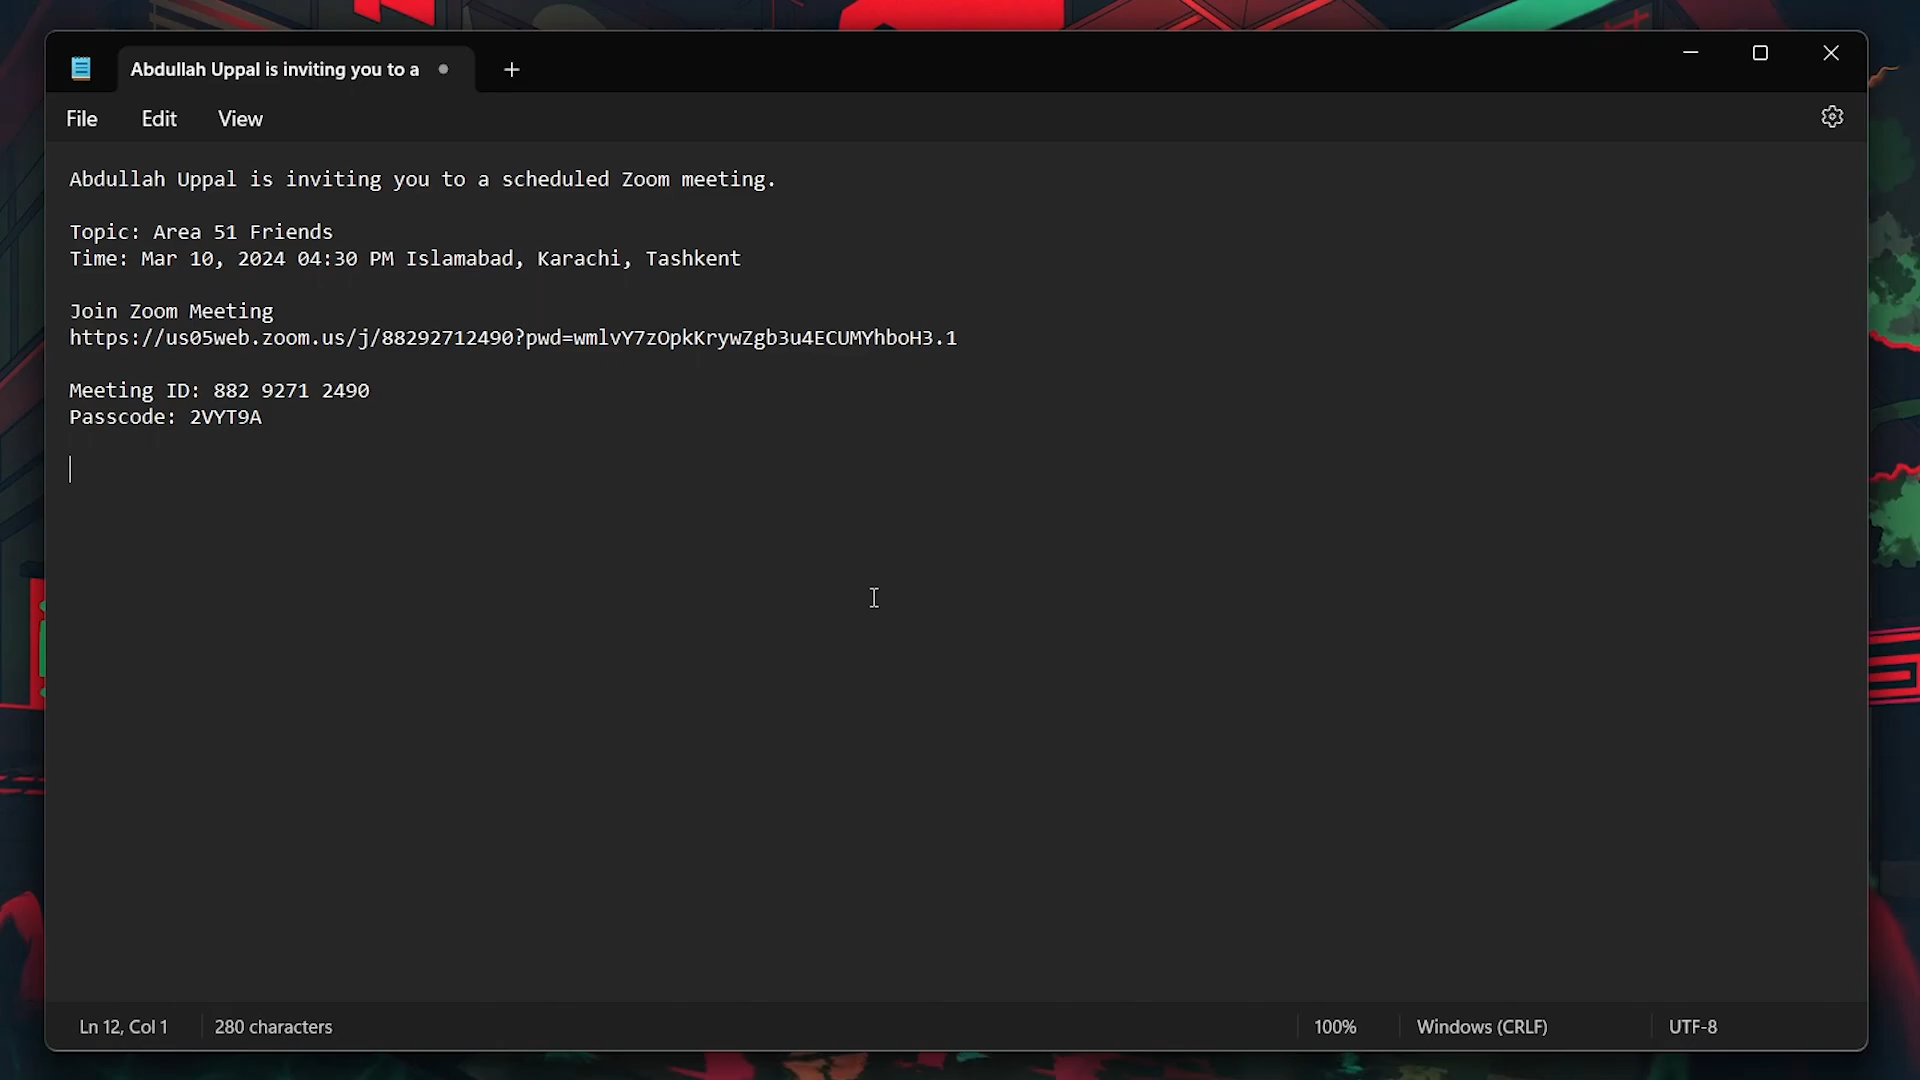 Abdullah Uppal is inviting you to a
File Edit View
Abdullah Uppal is inviting you to a scheduled Zoom meeting.
Topic: Area 51 Friends
Time: Mar 10, 2024 04:30 PM Islamabad, Karachi, Tashkent
Join Zoom Meeting
https://us05web.zoom.us/j/88292712490?pwd=wmlvY7zOpkKrywZgb3u4ECUMYhboH3.1
Meeting ID: 882 9271 2490
Passcode: 2VYT9A
Ln 12, Col 1 280 characters 100% Windows (CRLF) UTF-8